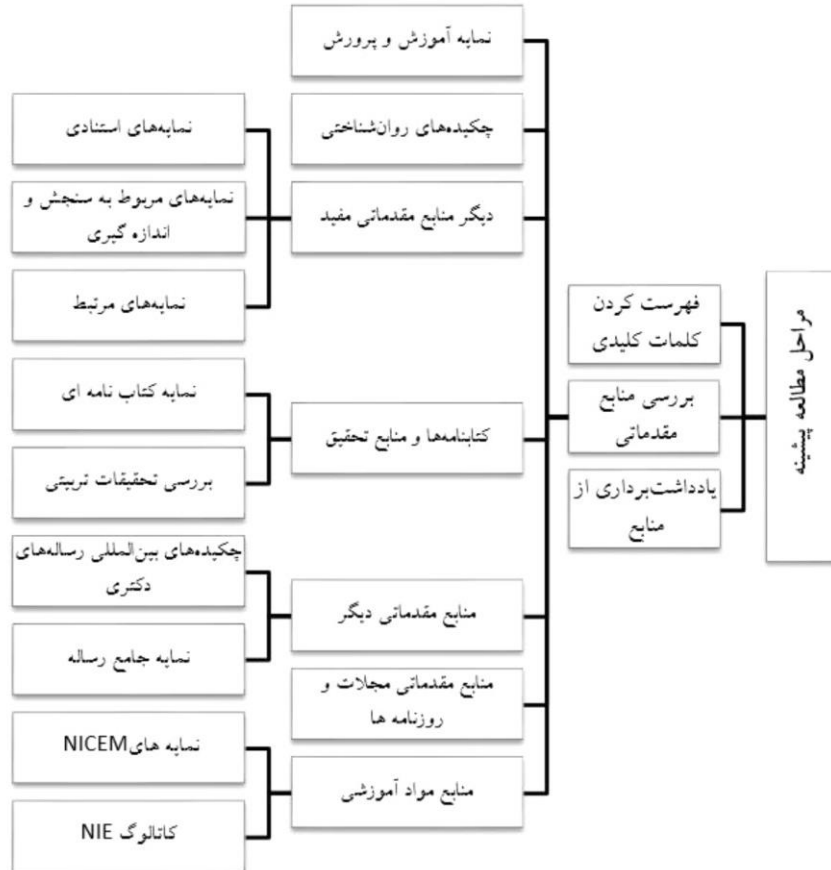 مراحل مطالعه پیشینه
فهرست کردن
کلمات کلیدی
بررسی منابع
مقدماتی
یادداشت‌برداری از
منابع
نمایه آموزش و پرورش
چکیده‌های روان‌شناختی
دیگر منابع مقدماتی مفید
نمایه‌های استنادی
نمایه‌های مربوط به سنجش و
اندازه گیری
نمایه‌های مرتبط
کتابنامه‌ها و منابع تحقیق
نمایه کتاب نامه ای
بررسی تحقیقات تربیتی
منابع مقدماتی دیگر
چکیده‌های بین‌المللی رساله‌های
دکتری
نمایه جامع رساله
منابع مقدماتی مجلات و
روزنامه ها
منابع مواد آموزشی
نمایه هایNICEM
کاتالوگ NIE